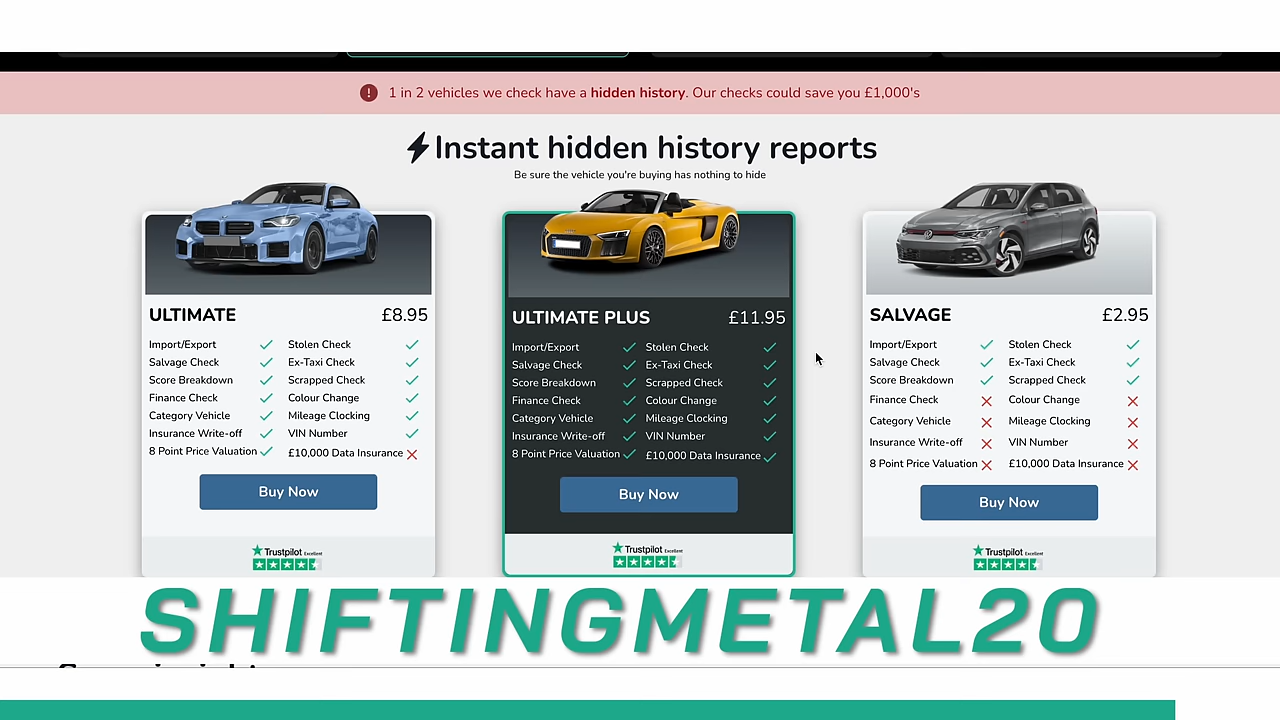 1 in 2 vehicles we check have a hidden history. Our checks could save you £1,000's
Instant hidden history reports
Be sure the vehicle you're buying has nothing to hide
ULTIMATE £8.95
Import/Export Stolen Check
Salvage Check Ex-Taxi Check
Score Breakdown Scrapped Check
Finance Check Colour Change
Category Vehicle Mileage Clocking
Insurance Write-off VIN Number
8 Point Price Valuation £10,000 Data Insurance
Buy Now
Trustpilot Excellent
ULTIMATE PLUS £11.95
Import/Export Stolen Check
Salvage Check Ex-Taxi Check
Score Breakdown Scrapped Check
Finance Check Colour Change
Category Vehicle Mileage Clocking
Insurance Write-off VIN Number
8 Point Price Valuation £10,000 Data Insurance
Buy Now
Trustpilot Excellent
SALVAGE £2.95
Import/Export Stolen Check
Salvage Check Ex-Taxi Check
Score Breakdown Scrapped Check
Finance Check Colour Change
Category Vehicle Mileage Clocking
Insurance Write-off VIN Number
8 Point Price Valuation £10,000 Data Insurance
Buy Now
Trustpilot Excellent
SHIFTINGMETAL20